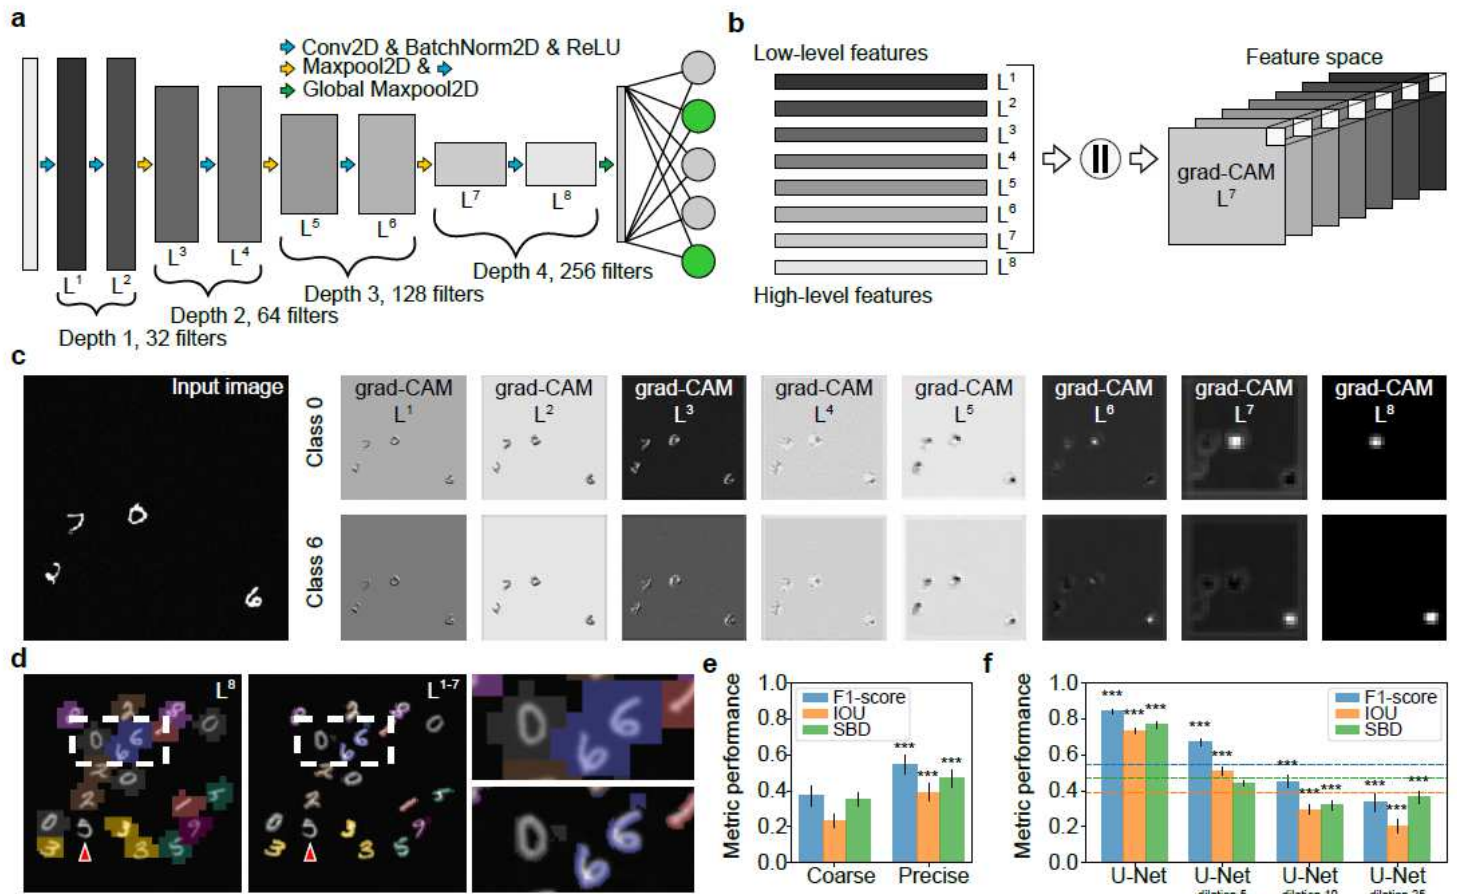 a
Conv2D & BatchNorm2D & ReLU
Maxpool2D &
Global Maxpool2D
L¹
L²
L³
L⁴
L⁵
L⁶
L⁷
L⁸
Depth 1, 32 filters
Depth 2, 64 filters
Depth 3, 128 filters
Depth 4, 256 filters
b
Low-level features
L¹
L²
L³
L⁴
L⁵
L⁶
L⁷
L⁸
High-level features
Feature space
grad-CAM
L⁷
c
Input image
7 0
2
6
Class 0
Class 6
grad-CAM L¹
grad-CAM L²
grad-CAM L³
grad-CAM L⁴
grad-CAM L⁵
grad-CAM L⁶
grad-CAM L⁷
grad-CAM L⁸
d
L⁸
L¹⁻⁷
e
Metric performance
1.0
0.8
0.6
0.4
0.2
0.0
F1-score
IOU
SBD
*** *** ***
Coarse Precise
f
Metric performance
1.0
0.8
0.6
0.4
0.2
0.0
F1-score
IOU
SBD
*** *** ***
*** ***
*** *** ***
*** *** ***
U-Net U-Net U-Net U-Net